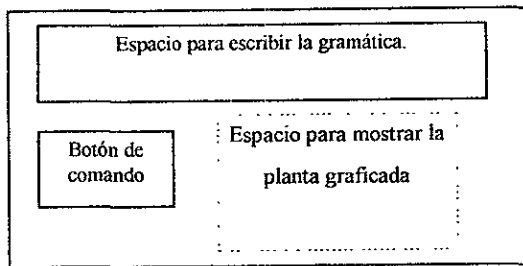 Espacio para escribir la gramática.
Botón de
comando
Espacio para mostrar la
planta graficada